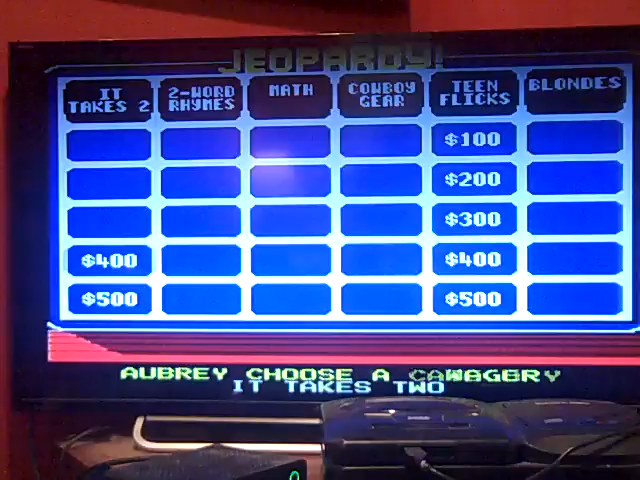 JEOPARDY!
IT TAKES 2
2-WORD RHYMES
MATH
COWBOY GEAR
TEEN FLICKS
BLONDES
$100
$200
$300
$400 $400
$500 $500
AUBREY CHOOSE A
IT TAKES TWO